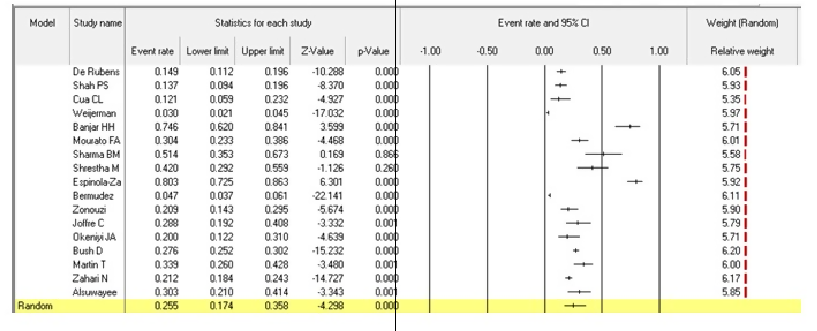 Model Study name Statistics for each study Event rate and 95% CI Weight (Random)
Event rate Lower limit Upper limit Z-Value p-Value -1.00 -0.50 0.00 0.50 1.00 Relative weight
De Rubens 0.149 0.112 0.196 -10.288 0.000 6.05
Shah PS 0.137 0.094 0.196 -8.370 0.000 5.93
Cua CL 0.121 0.059 0.232 -4.927 0.000 5.35
Weijerman 0.030 0.021 0.045 -17.032 0.000 5.97
Banjar HH 0.746 0.620 0.841 3.599 0.000 5.71
Mourato FA 0.304 0.233 0.386 -4.468 0.000 6.01
Sharma BM 0.514 0.353 0.673 0.169 0.866 5.58
Shrestha M 0.420 0.292 0.559 -1.126 0.260 5.75
Espinola-Za 0.803 0.725 0.863 6.301 0.000 5.92
Bermudez 0.047 0.037 0.061 -22.141 0.000 6.11
Zonouzi 0.209 0.143 0.295 -5.674 0.000 5.90
Joffre C 0.288 0.192 0.408 -3.332 0.001 5.79
Okeniyi JA 0.200 0.122 0.310 -4.639 0.000 5.71
Bush D 0.276 0.252 0.302 -15.232 0.000 6.20
Martin T 0.339 0.260 0.428 -3.480 0.001 6.00
Zahari N 0.212 0.184 0.243 -14.727 0.000 6.17
Alsuwayee 0.303 0.210 0.414 -3.343 0.001 5.85
Random 0.255 0.174 0.358 -4.298 0.000